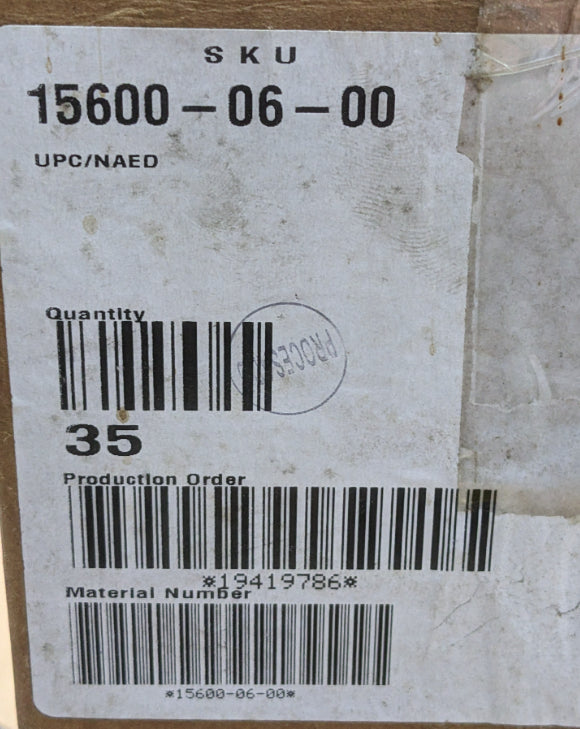 SKU
15600-06-00
UPC/NAED
Quantity
35
Production Order
*19419786*
Material Number
*15600-06-00*